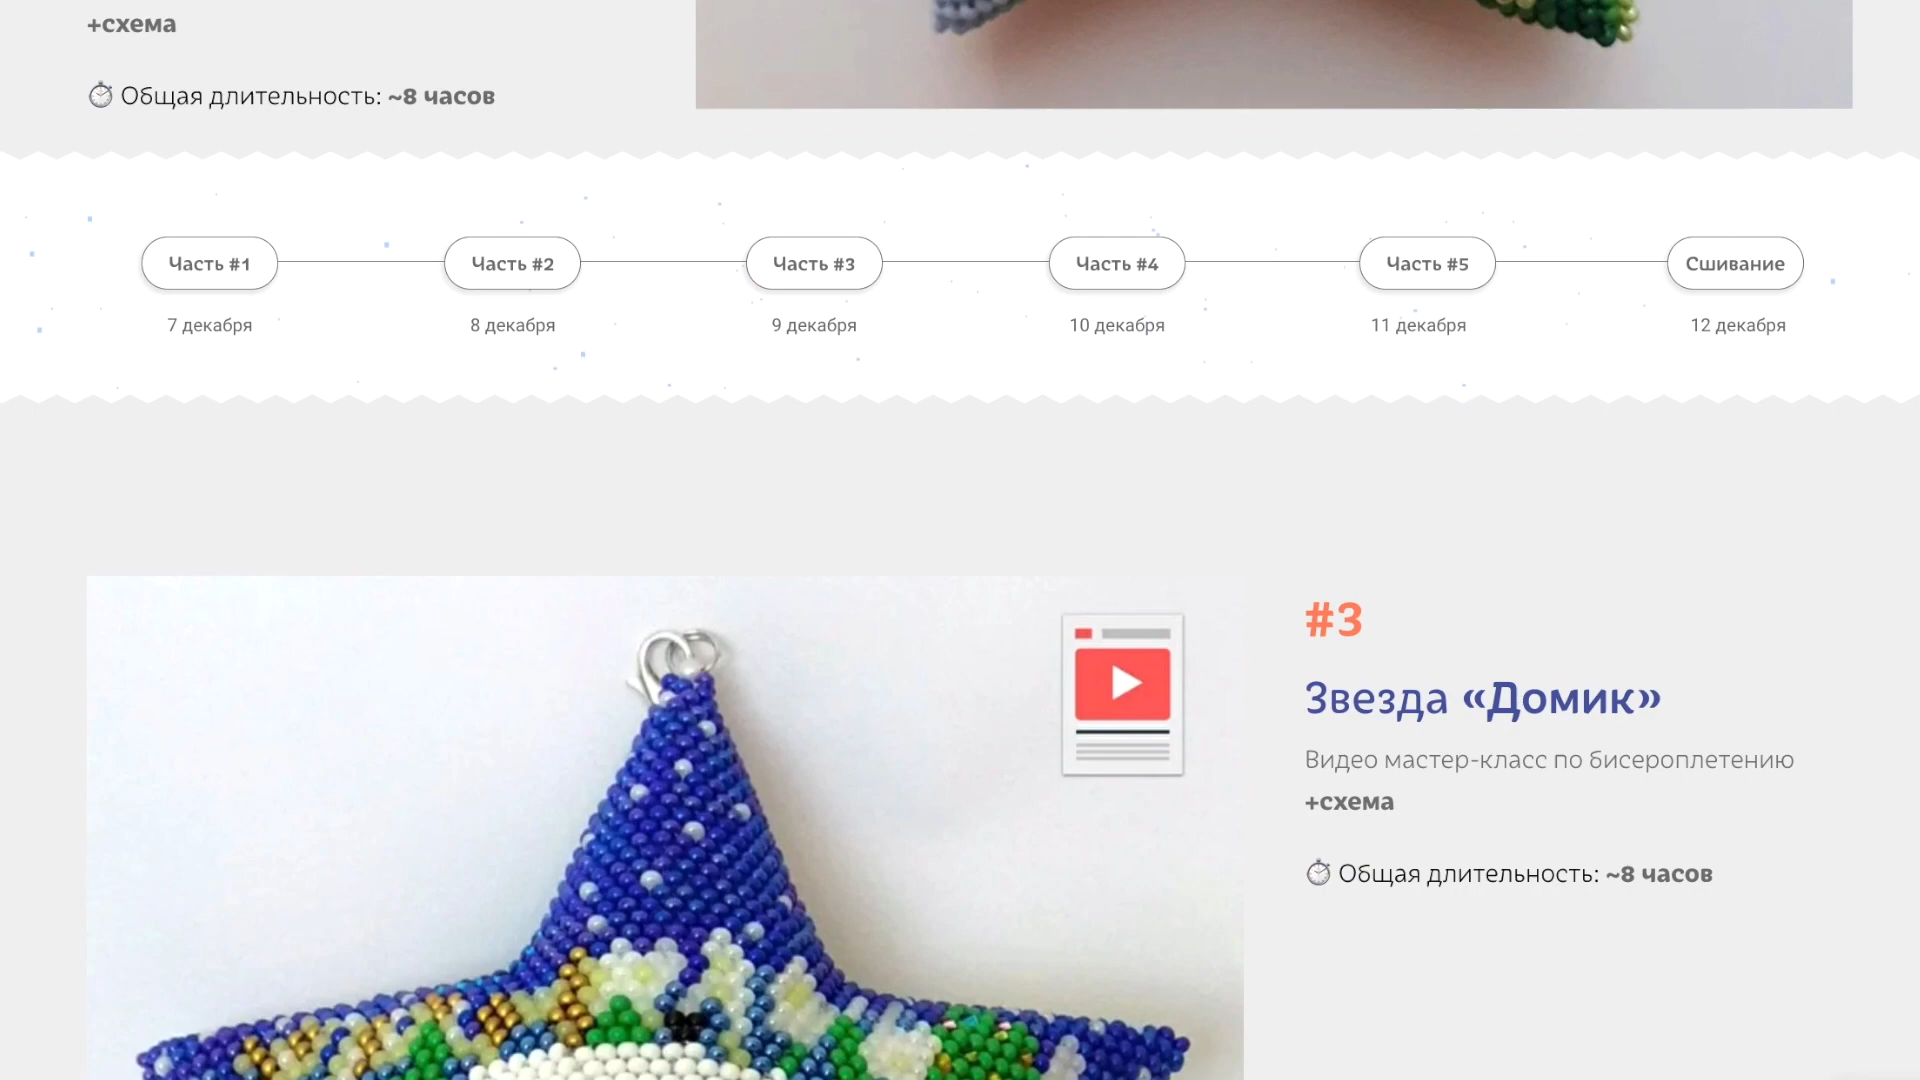 +схема
Общая длительность: ~8 часов
Часть #1
Часть #2
Часть #3
Часть #4
Часть #5
Сшивание
7 декабря
8 декабря
9 декабря
10 декабря
11 декабря
12 декабря
#3
Звезда «Домик»
Видео мастер-класс по бисероплетению
+схема
Общая длительность: ~8 часов